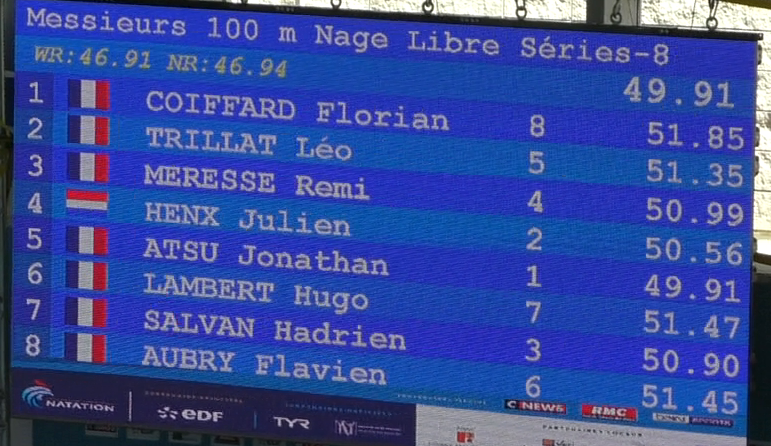 Messieurs 100 m Nage Libre Séries-8
WR:46.91 NR:46.94 49.91
1 COIFFARD Florian 8 51.85
2 TRILLAT Léo 5 51.35
3 MERESSE Remi 4 50.99
4 HENX Julien 2 50.56
5 ATSU Jonathan 1 49.91
6 LAMBERT Hugo 7 51.47
7 SALVAN Hadrien 3 50.90
8 AUBRY Flavien 6 51.45
NATATION
eDF
TYR
CNEWS
RMC